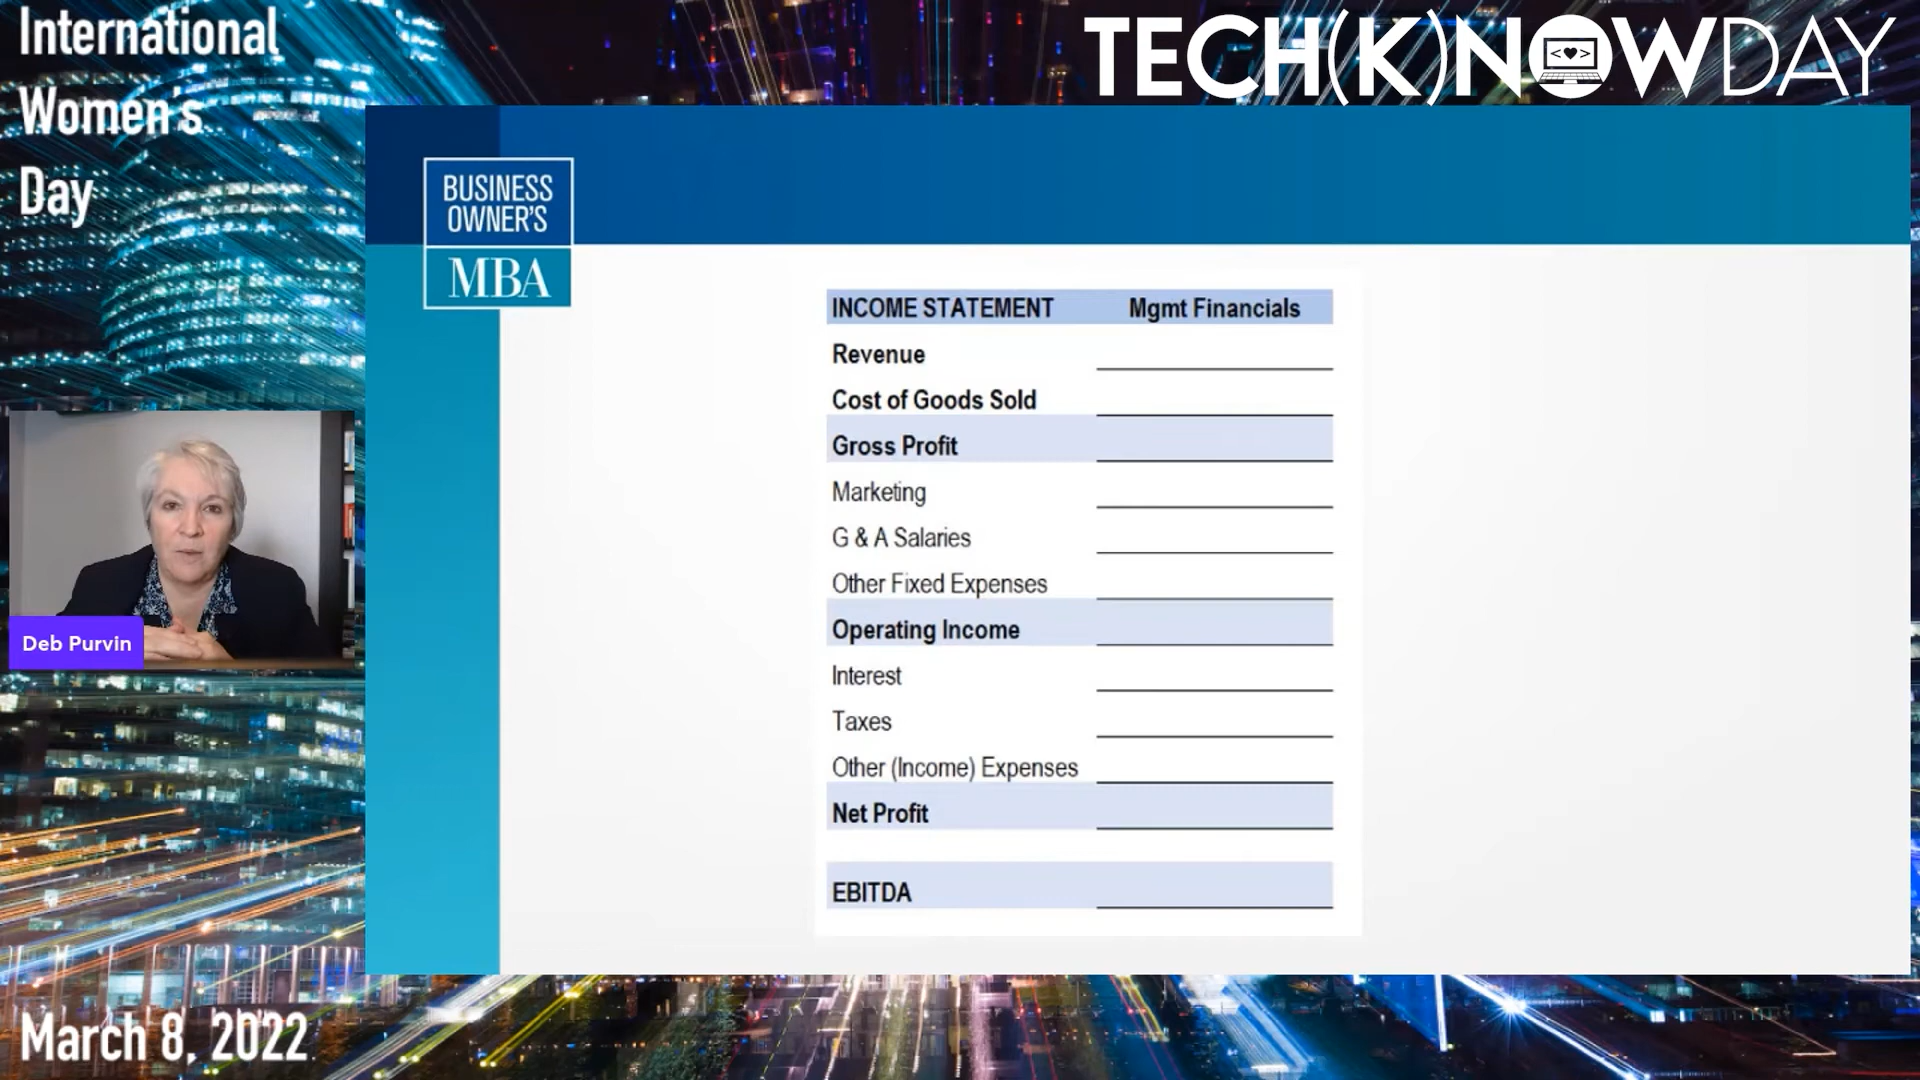 International
Women's
Day
TECH(K)NOWDAY
BUSINESS
OWNER'S
MBA
INCOME STATEMENT Mgmt Financials
Revenue
Cost of Goods Sold
Gross Profit
Marketing
G & A Salaries
Other Fixed Expenses
Operating Income
Interest
Taxes
Other (Income) Expenses
Net Profit
EBITDA
Deb Purvin
March 8, 2022